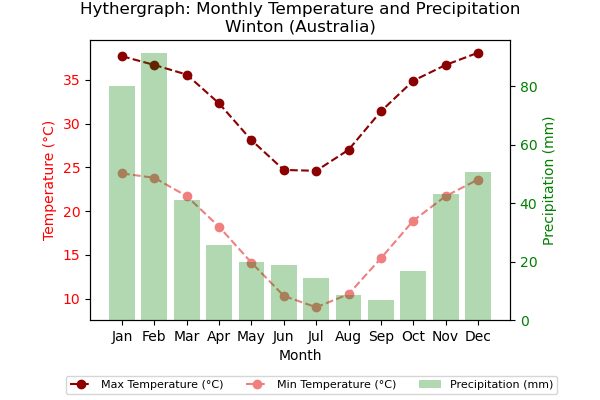 Hythergraph: Monthly Temperature and Precipitation
Winton (Australia)
Temperature (°C)
35
30
25
20
15
10
80
60
40
20
0
Precipitation (mm)
Jan Feb Mar Apr May Jun Jul Aug Sep Oct Nov Dec
Month
Max Temperature (°C) Min Temperature (°C) Precipitation (mm)